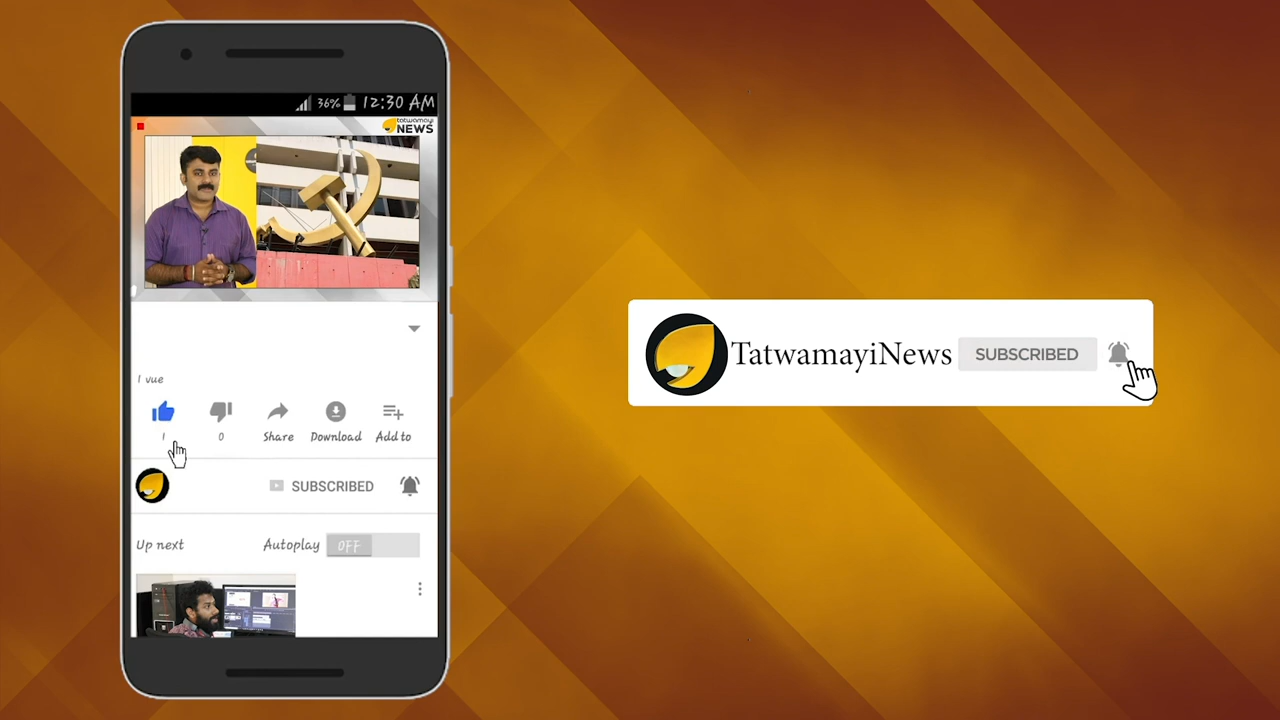 36% 12:30 AM
tatwamayi
NEWS
1 vue
1 0 Share Download Add to
SUBSCRIBED
Up next Autoplay OFF
TatwamayiNews SUBSCRIBED